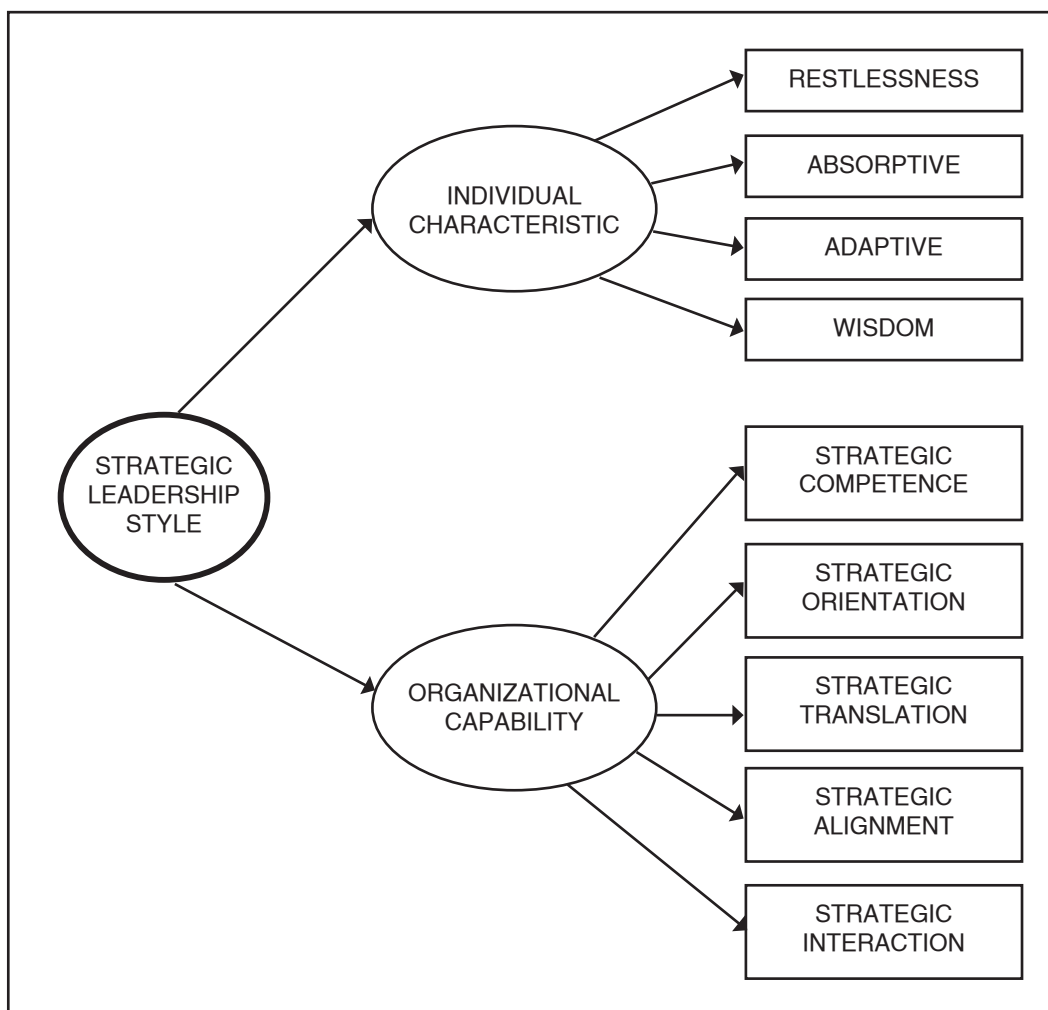 RESTLESSNESS
ABSORPTIVE
INDIVIDUAL
CHARACTERISTIC
ADAPTIVE
WISDOM
STRATEGIC
LEADERSHIP
STYLE
STRATEGIC
COMPETENCE
STRATEGIC
ORIENTATION
ORGANIZATIONAL
CAPABILITY
STRATEGIC
TRANSLATION
STRATEGIC
ALIGNMENT
STRATEGIC
INTERACTION